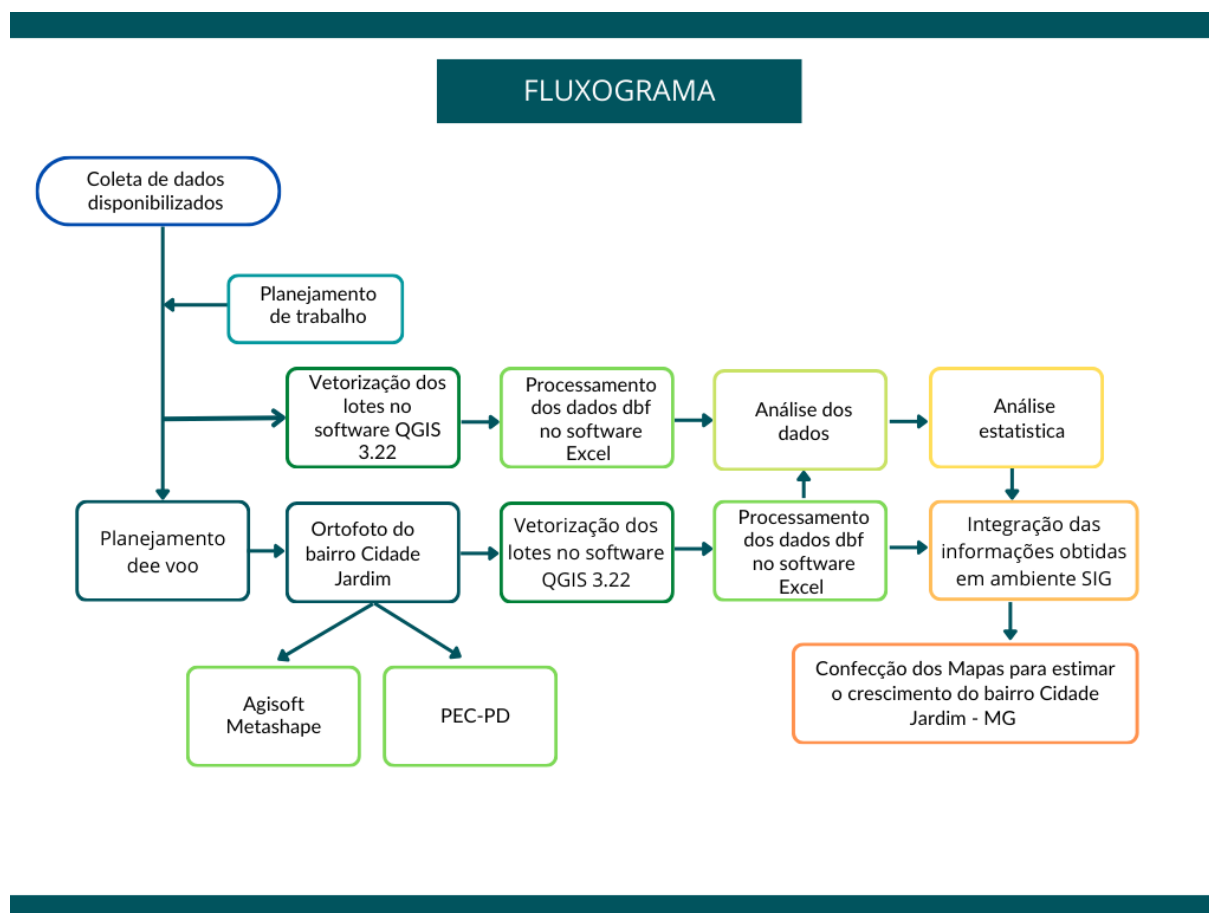 FLUXOGRAMA
Coleta de dados
disponibilizados
Planejamento
de trabalho
Vetorização dos
lotes no
software QGIS
3.22
Processamento
dos dados dbf
no software
Excel
Análise dos
dados
Análise
estatistica
Planejamento
dee voo
Ortofoto do
bairro Cidade
Jardim
Vetorização dos
lotes no software
QGIS 3.22
Processamento
dos dados dbf
no software
Excel
Integração das
informações obtidas
em ambiente SIG
Agisoft
Metashape
PEC-PD
Confecção dos Mapas para estimar
o crescimento do bairro Cidade
Jardim - MG